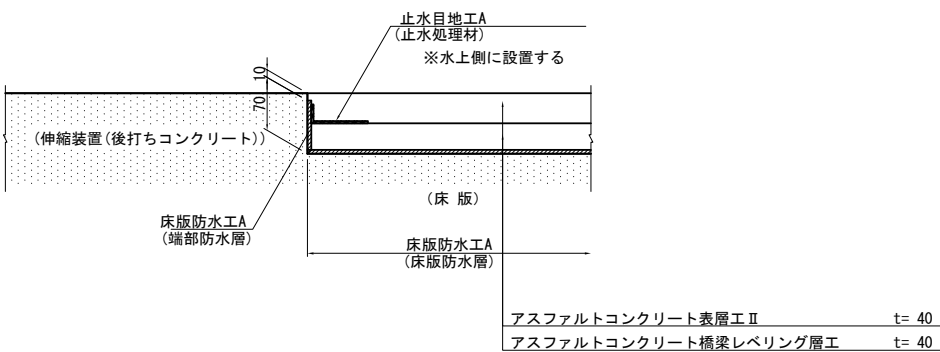 止水目地工A
(止水処理材)
※水上側に設置する
10
70
(伸縮装置(後打ちコンクリート))
(床 版)
床版防水工A
(端部防水層)
床版防水工A
(床版防水層)
アスファルトコンクリート表層工Ⅱ t= 40
アスファルトコンクリート橋梁レベリング層工 t= 40